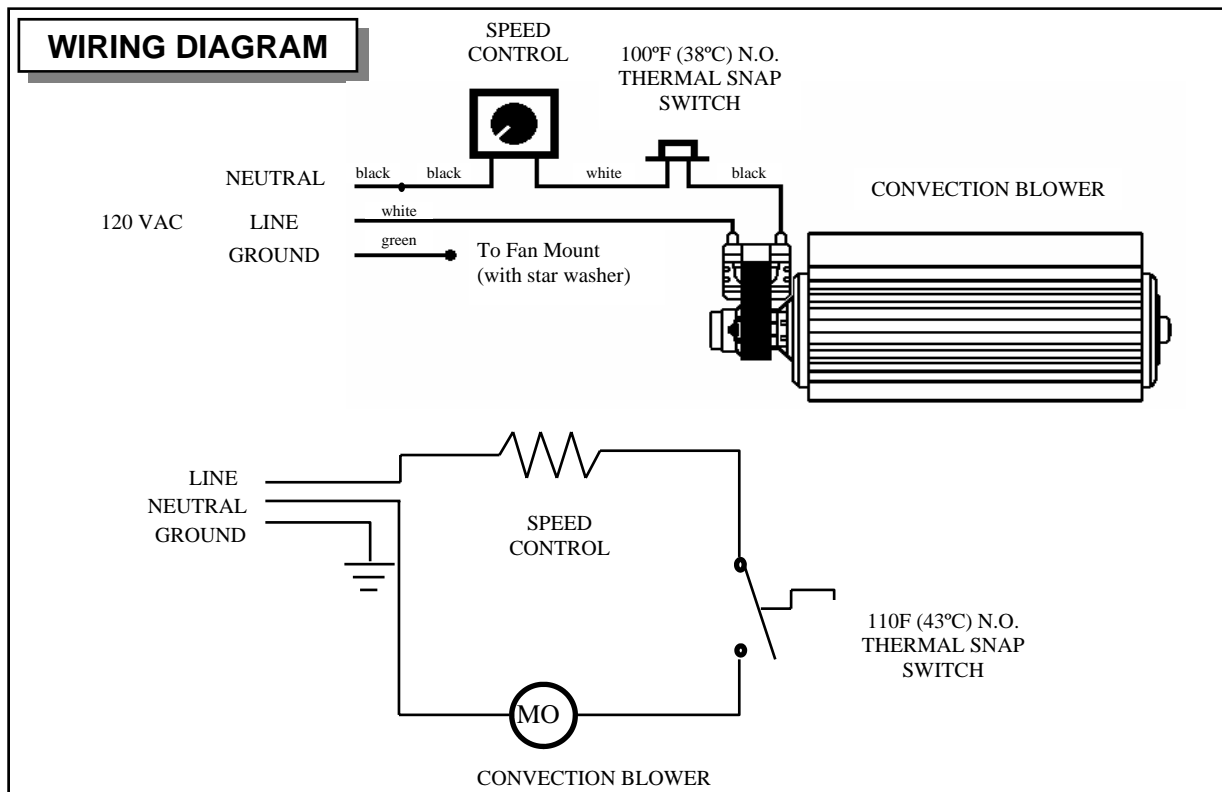 WIRING DIAGRAM
SPEED
CONTROL
100ºF (38ºC) N.O.
THERMAL SNAP
SWITCH
NEUTRAL
black
black
white
black
CONVECTION BLOWER
120 VAC
LINE
white
GROUND
green
To Fan Mount
(with star washer)
LINE
NEUTRAL
GROUND
SPEED
CONTROL
110F (43ºC) N.O.
THERMAL SNAP
SWITCH
MO
CONVECTION BLOWER